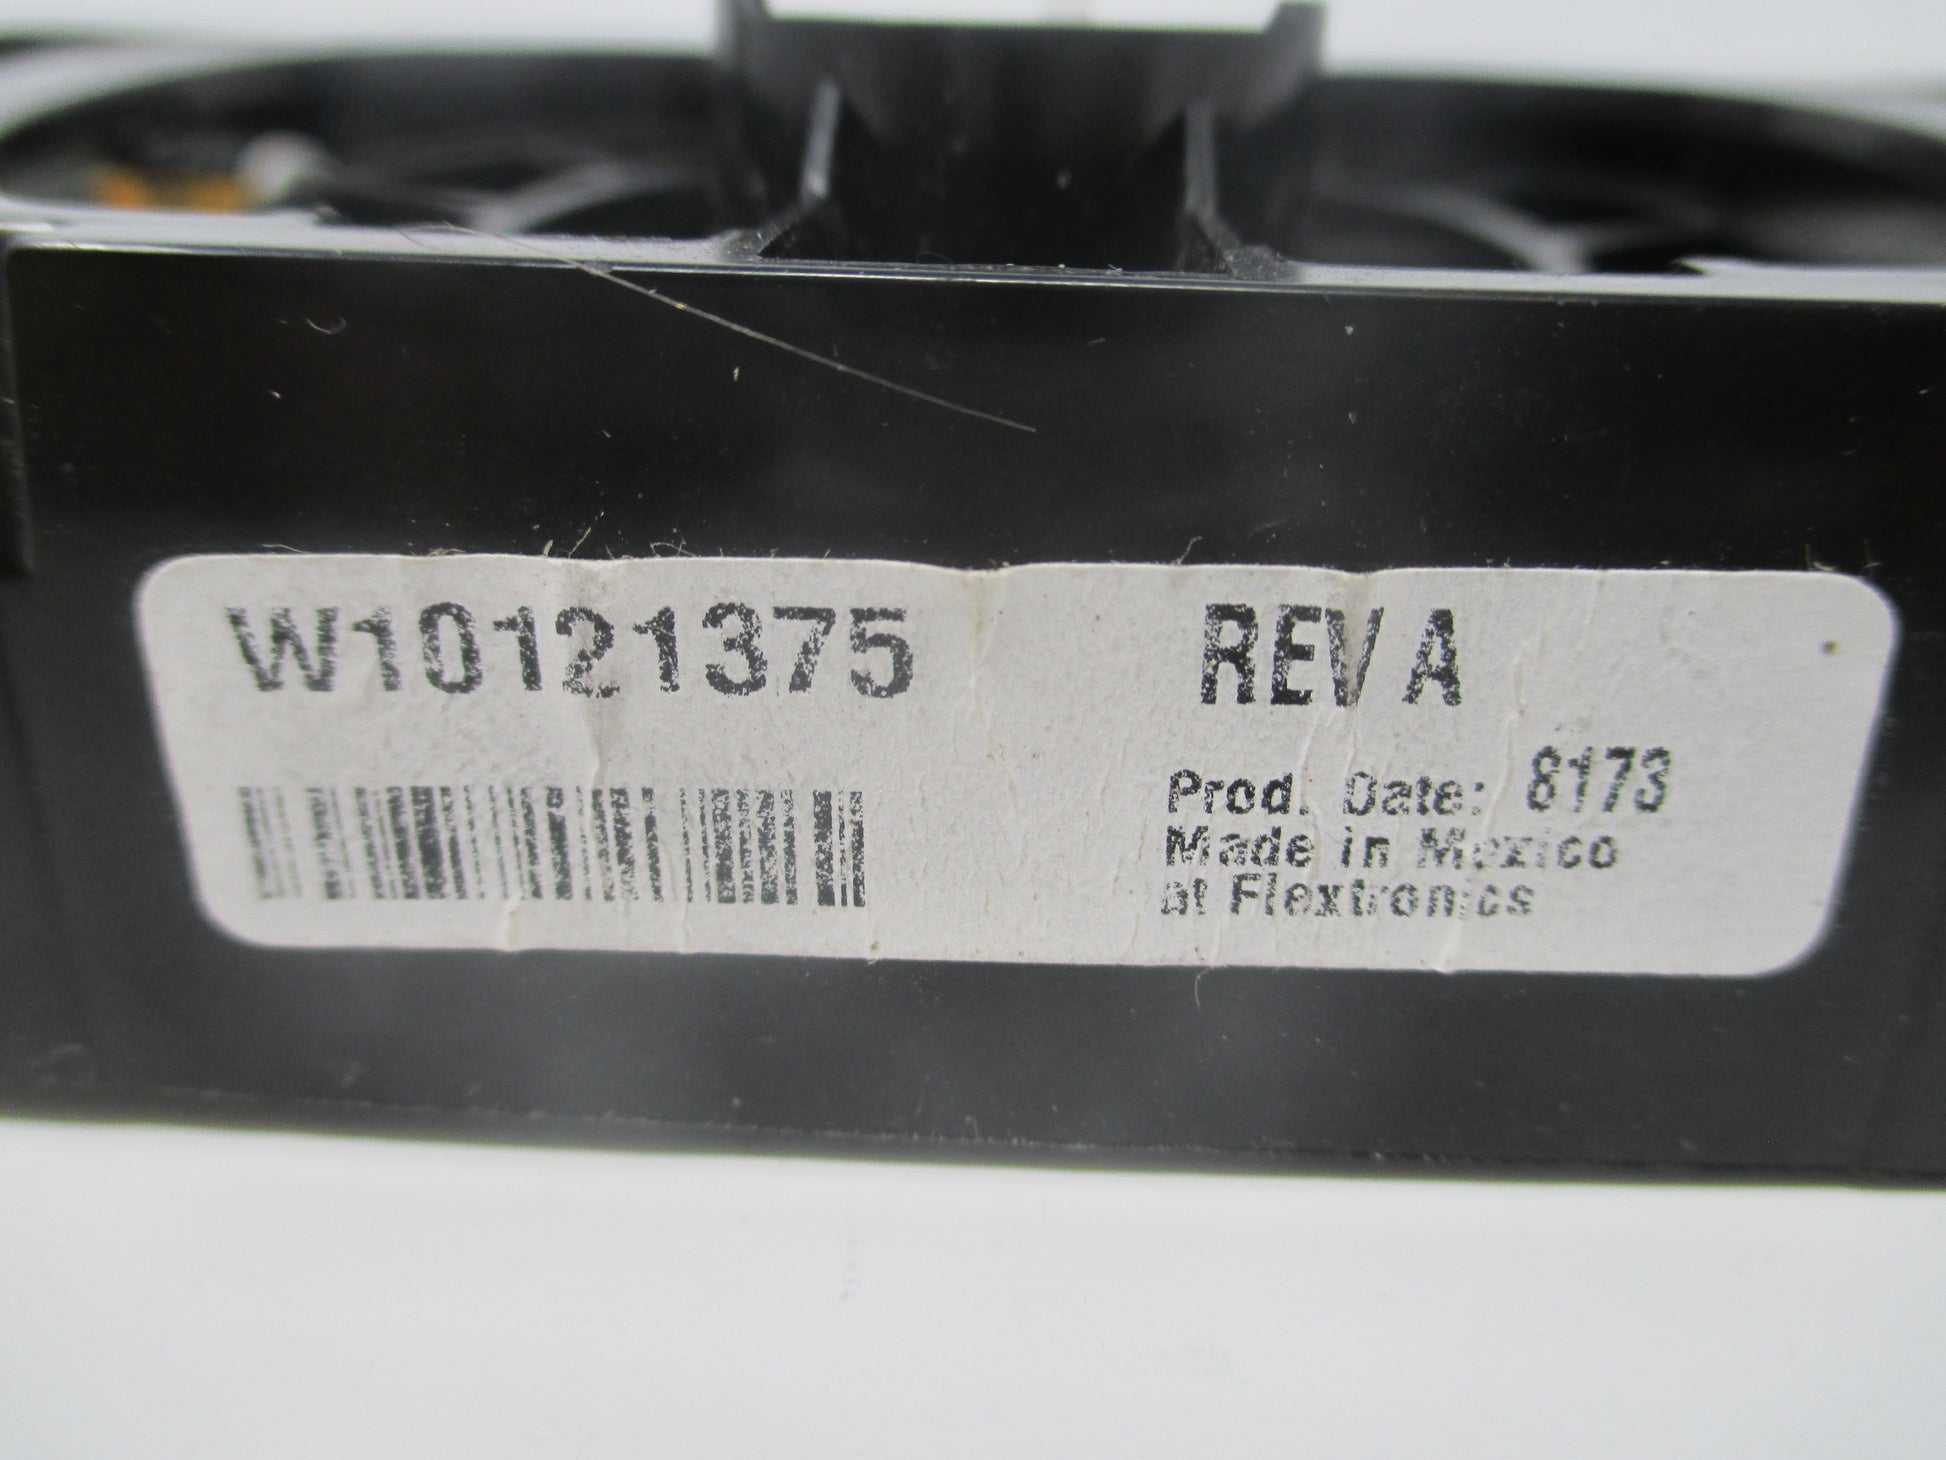 W10121375 REV A
Prod. Date: 8173
Made in Mexico
at Flextronics